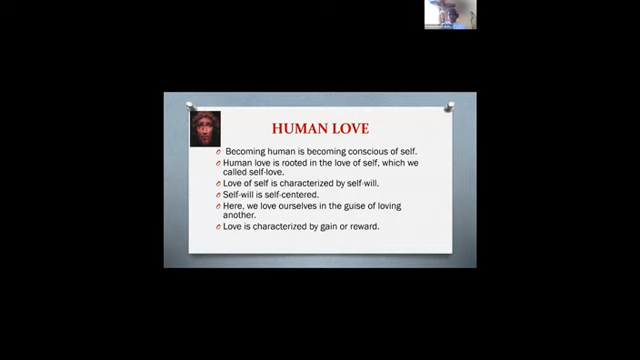 HUMAN LOVE
Becoming human is becoming conscious of self.
Human love is rooted in the love of self, which we
called self-love.
Love of self is characterized by self-will.
Self-will is self-centered.
Here, we love ourselves in the guise of loving
another.
Love is characterized by gain or reward.